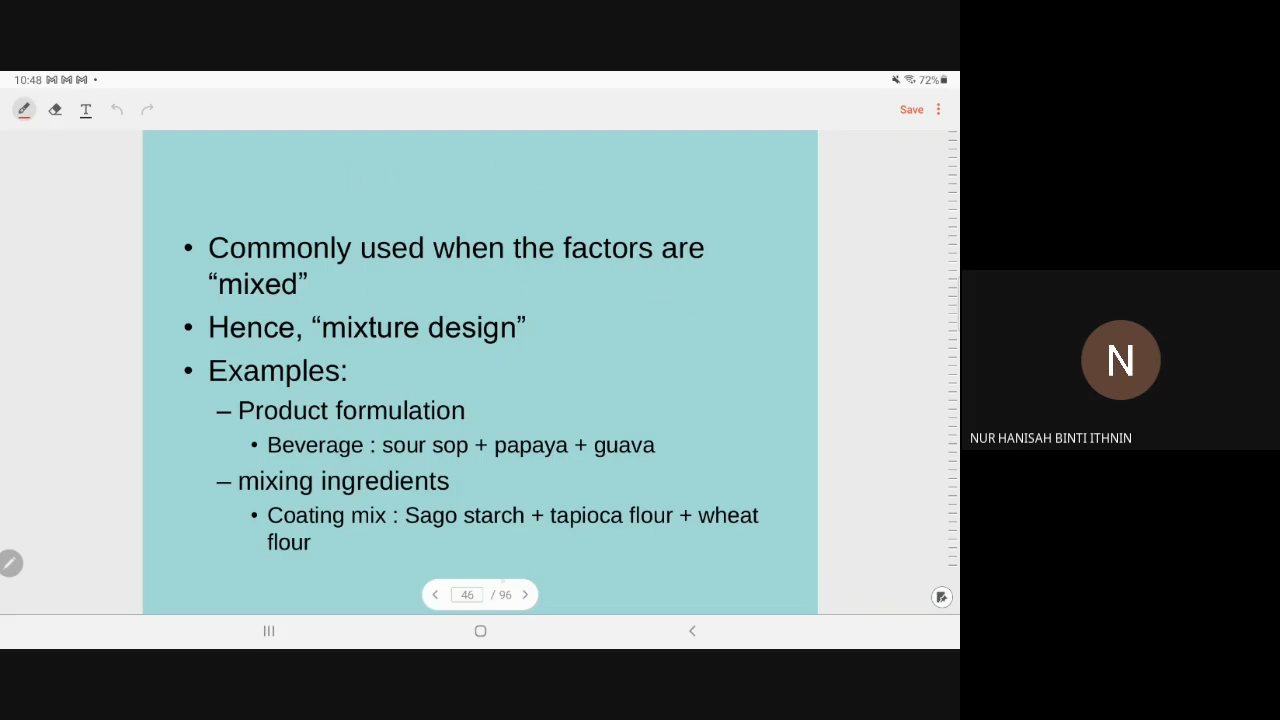 10:48
72%
Save
• Commonly used when the factors are
“mixed”
• Hence, “mixture design”
• Examples:
– Product formulation
• Beverage : sour sop + papaya + guava
– mixing ingredients
• Coating mix : Sago starch + tapioca flour + wheat
flour
46 / 96
N
NUR HANISAH BINTI ITHNIN